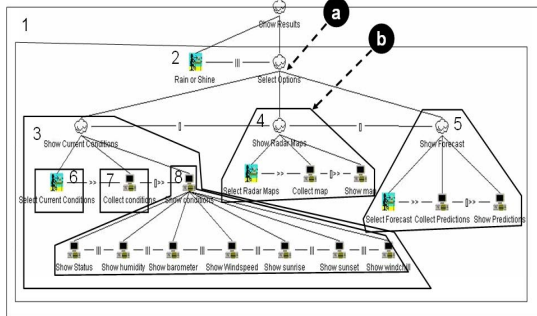 1
Show Results
a
2
b
Rain or Shine
|||
Select Options
3
4
5
Show Current Conditions
[]
Show Radar Maps
[]
Show Forecast
6
>>
7
[]>>
8
>>
[]>>
>>
[]>>
Select Current Conditions
Collect conditions
Show conditions
Select Radar Maps
Collect map
Show map
Select Forecast
Collect Predictions
Show Predictions
|||
|||
|||
|||
|||
|||
Show Status
Show humidity
Show barometer
Show Windspeed
Show sunrise
Show sunset
Show windchill